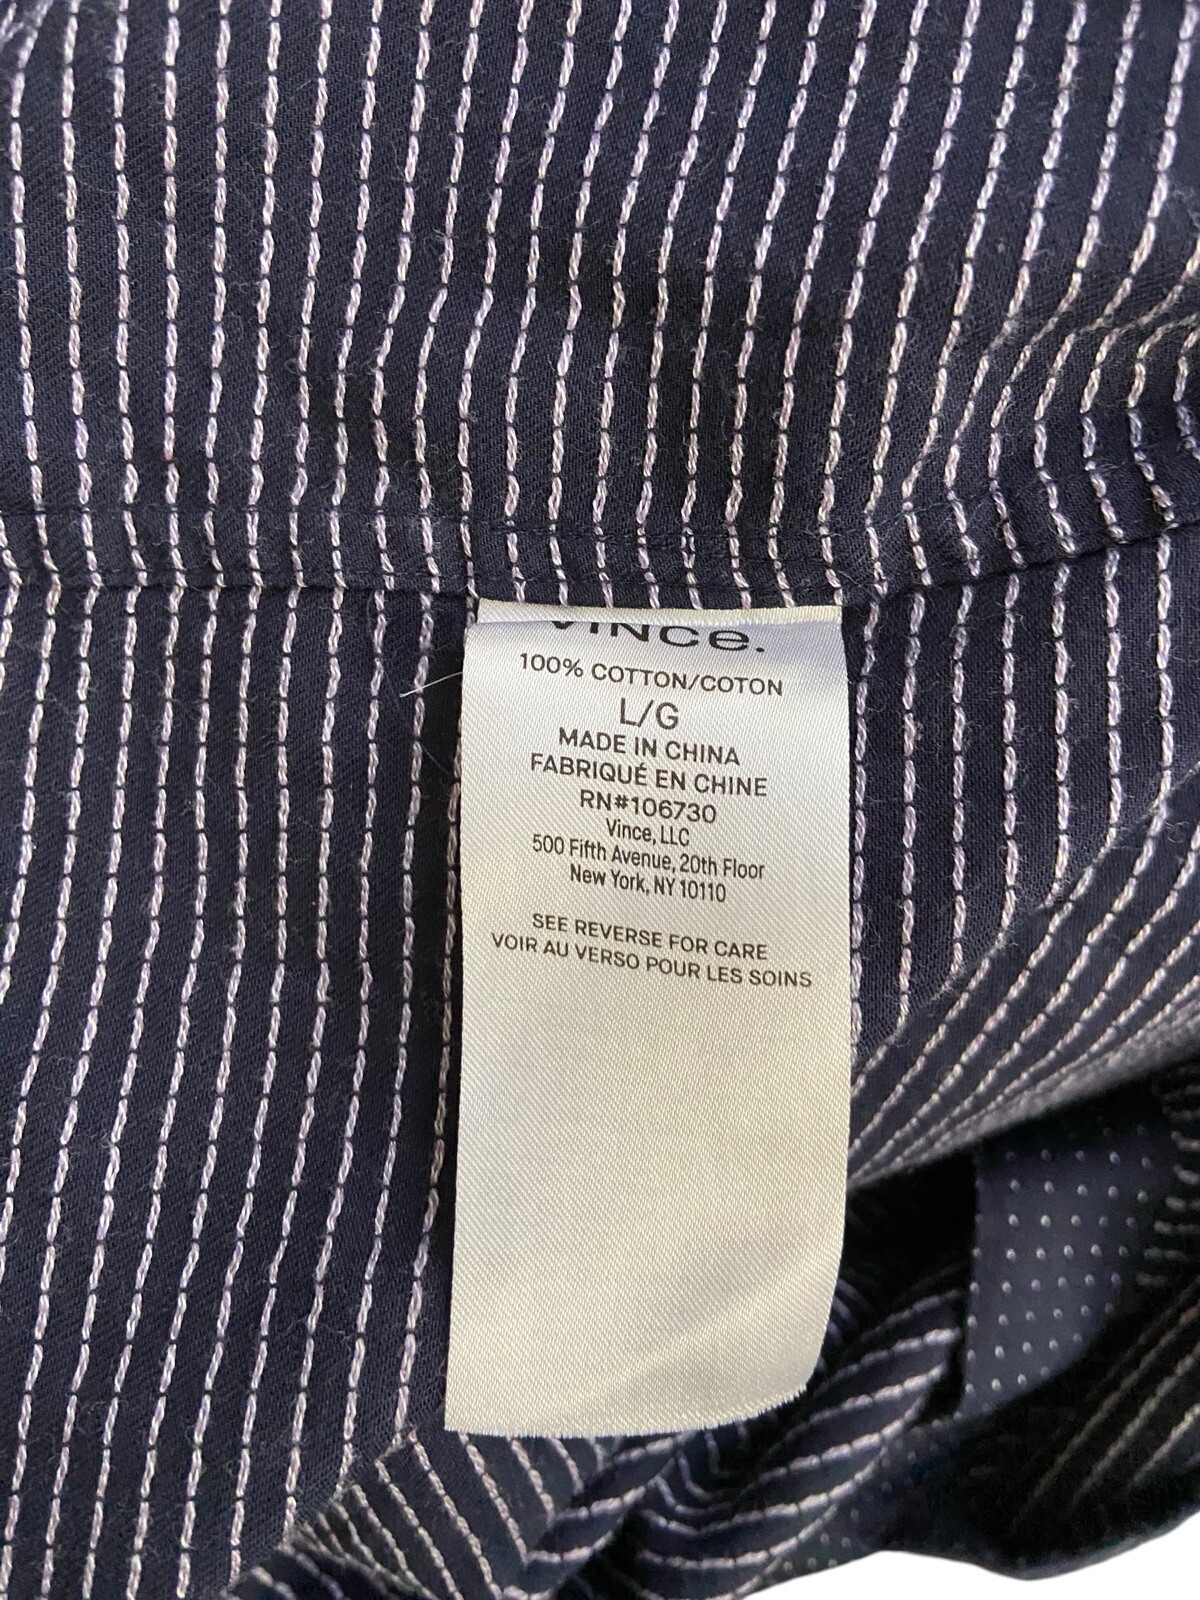 VINCe.
100% COTTON/COTON
L/G
MADE IN CHINA
FABRIQUÉ EN CHINE
RN#106730
Vince, LLC
500 Fifth Avenue, 20th Floor
New York, NY 10110
SEE REVERSE FOR CARE
VOIR AU VERSO POUR LES SOINS